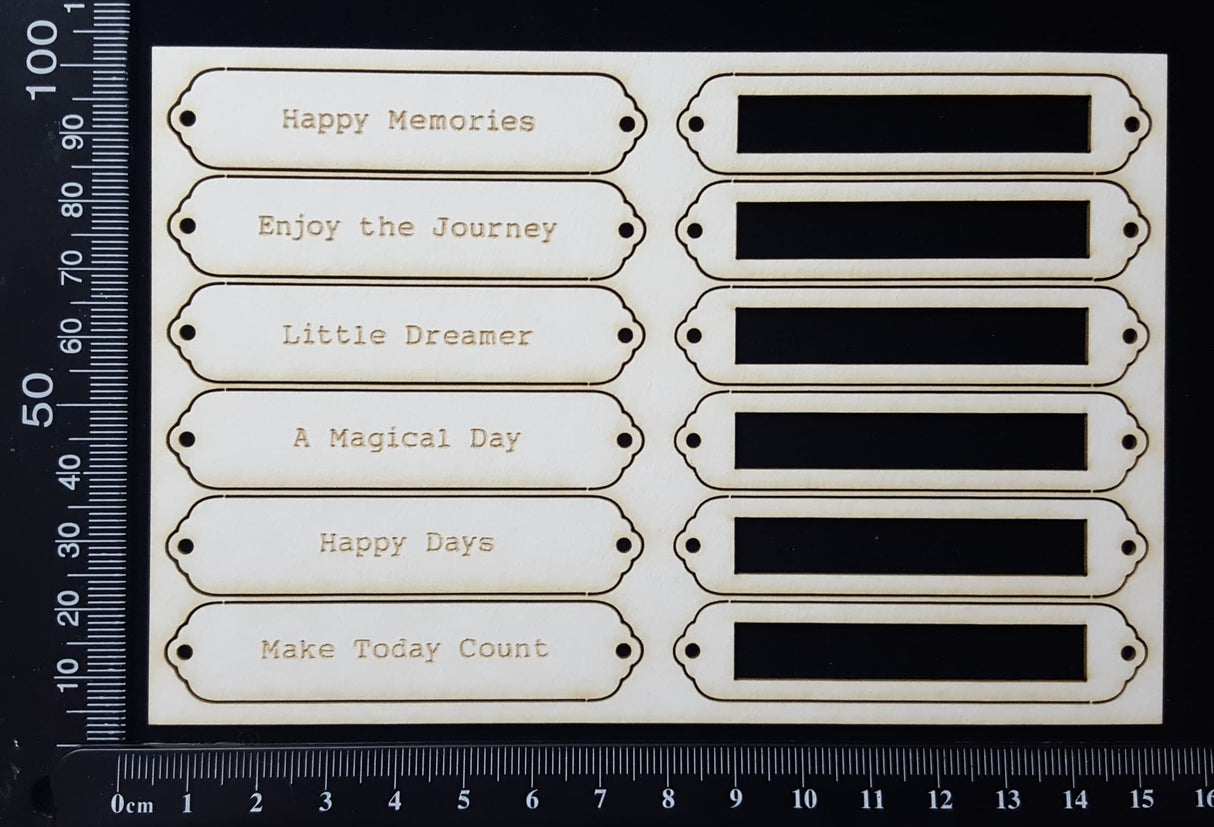 Happy Memories
Enjoy the Journey
Little Dreamer
A Magical Day
Happy Days
Make Today Count
100
90
80
70
60
50
40
30
20
10
0cm 1 2 3 4 5 6 7 8 9 10 11 12 13 14 15 16